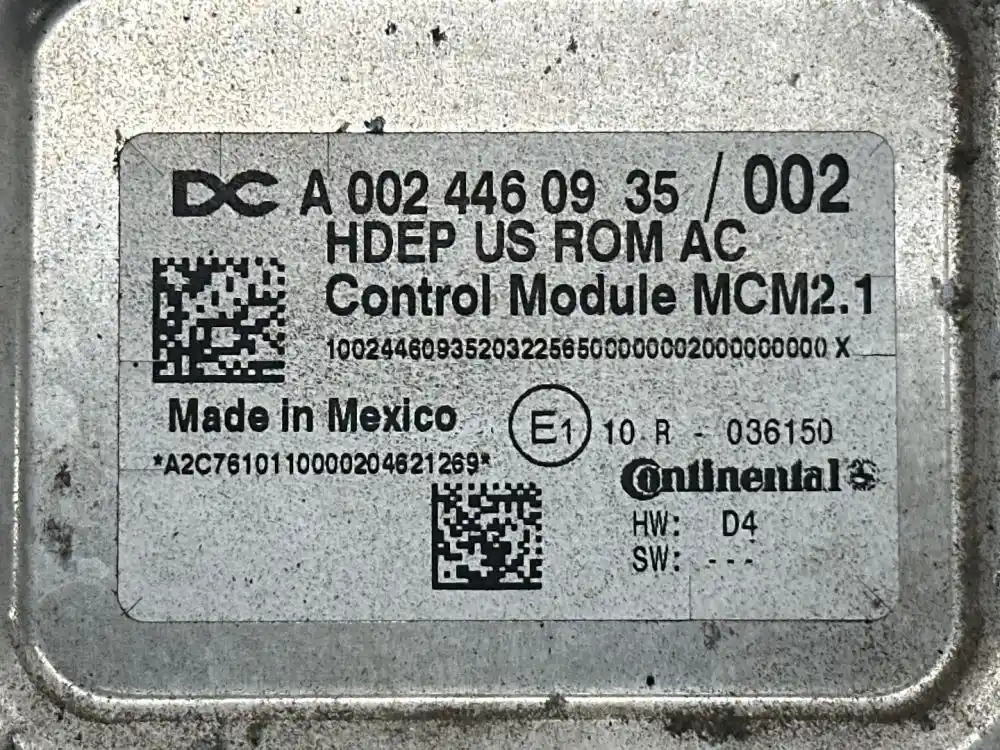 DC A 002 446 09 35 / 002
HDEP US ROM AC
Control Module MCM2.1
100244609352032256500000002000000000 X
Made in Mexico
E1 10 R - 036150
*A2C7610110000204621269*
Continental
HW: D4
SW: ---